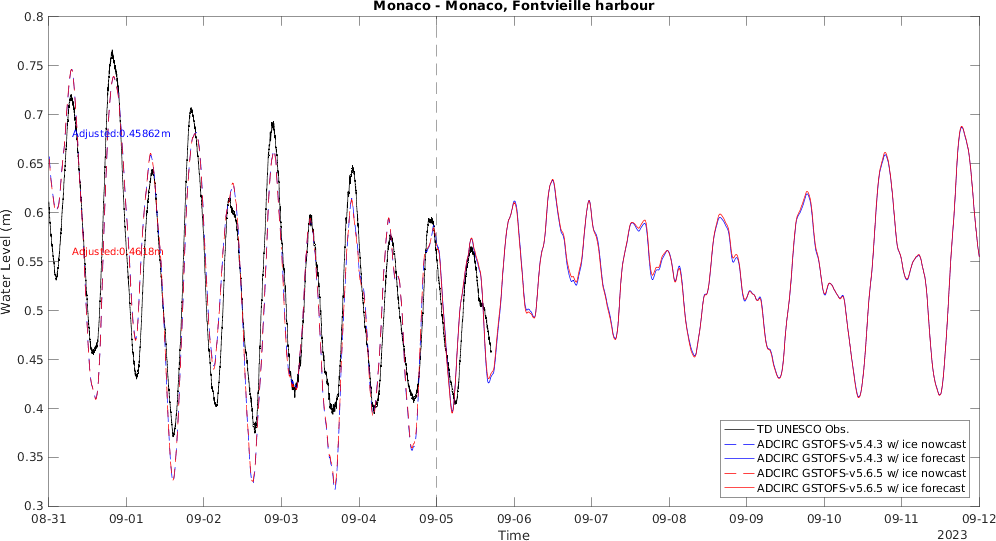 Monaco - Monaco, Fontvieille harbour
Water Level (m)
0.8
0.75
0.7
0.65
0.6
0.55
0.5
0.45
0.4
0.35
0.3
Adjusted:0.45862m
Adjusted:0.4618m
TD UNESCO Obs.
ADCIRC GSTOFS-v5.4.3 w/ ice nowcast
ADCIRC GSTOFS-v5.4.3 w/ ice forecast
ADCIRC GSTOFS-v5.6.5 w/ ice nowcast
ADCIRC GSTOFS-v5.6.5 w/ ice forecast
08-31 09-01 09-02 09-03 09-04 09-05 09-06 09-07 09-08 09-09 09-10 09-11 09-12
Time
2023